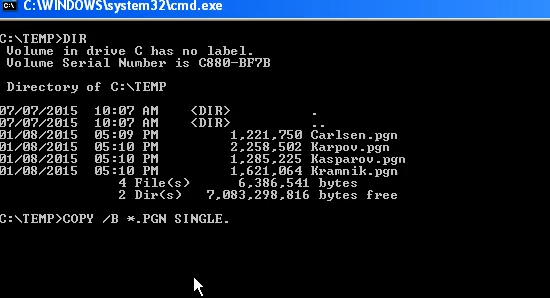 C:\WINDOWS\system32\cmd.exe
C:\TEMP>DIR
Volume in drive C has no label.
Volume Serial Number is C880-BF7B
Directory of C:\TEMP
07/07/2015  10:07 AM    <DIR>          .
07/07/2015  10:07 AM    <DIR>          ..
01/08/2015  05:09 PM         1,221,750 Carlsen.pgn
01/08/2015  05:10 PM         2,258,502 Karpov.pgn
01/08/2015  05:10 PM         1,285,225 Kasparov.pgn
01/08/2015  05:10 PM         1,621,064 Kramnik.pgn
4 File(s)      6,386,541 bytes
2 Dir(s)   7,083,298,816 bytes free
C:\TEMP>COPY /B *.PGN SINGLE.